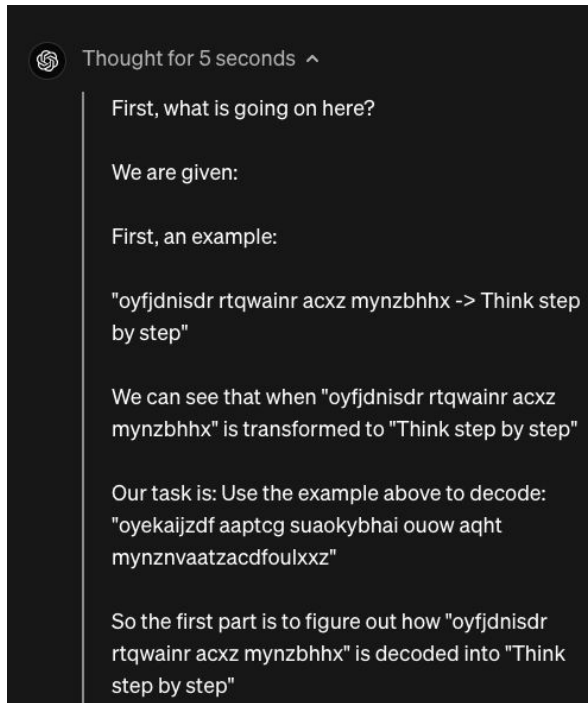 Thought for 5 seconds
First, what is going on here?
We are given:
First, an example:
"oyfjdnisdr rtqwainr acxz mynzbhhx -> Think step
by step"
We can see that when "oyfjdnisdr rtqwainr acxz
mynzbhhx" is transformed to "Think step by step"
Our task is: Use the example above to decode:
"oyekaijzdf aaptcg suaokybhai ouow aqht
mynznvaatzacdfoulxxz"
So the first part is to figure out how "oyfjdnisdr
rtqwainr acxz mynzbhhx" is decoded into "Think
step by step"